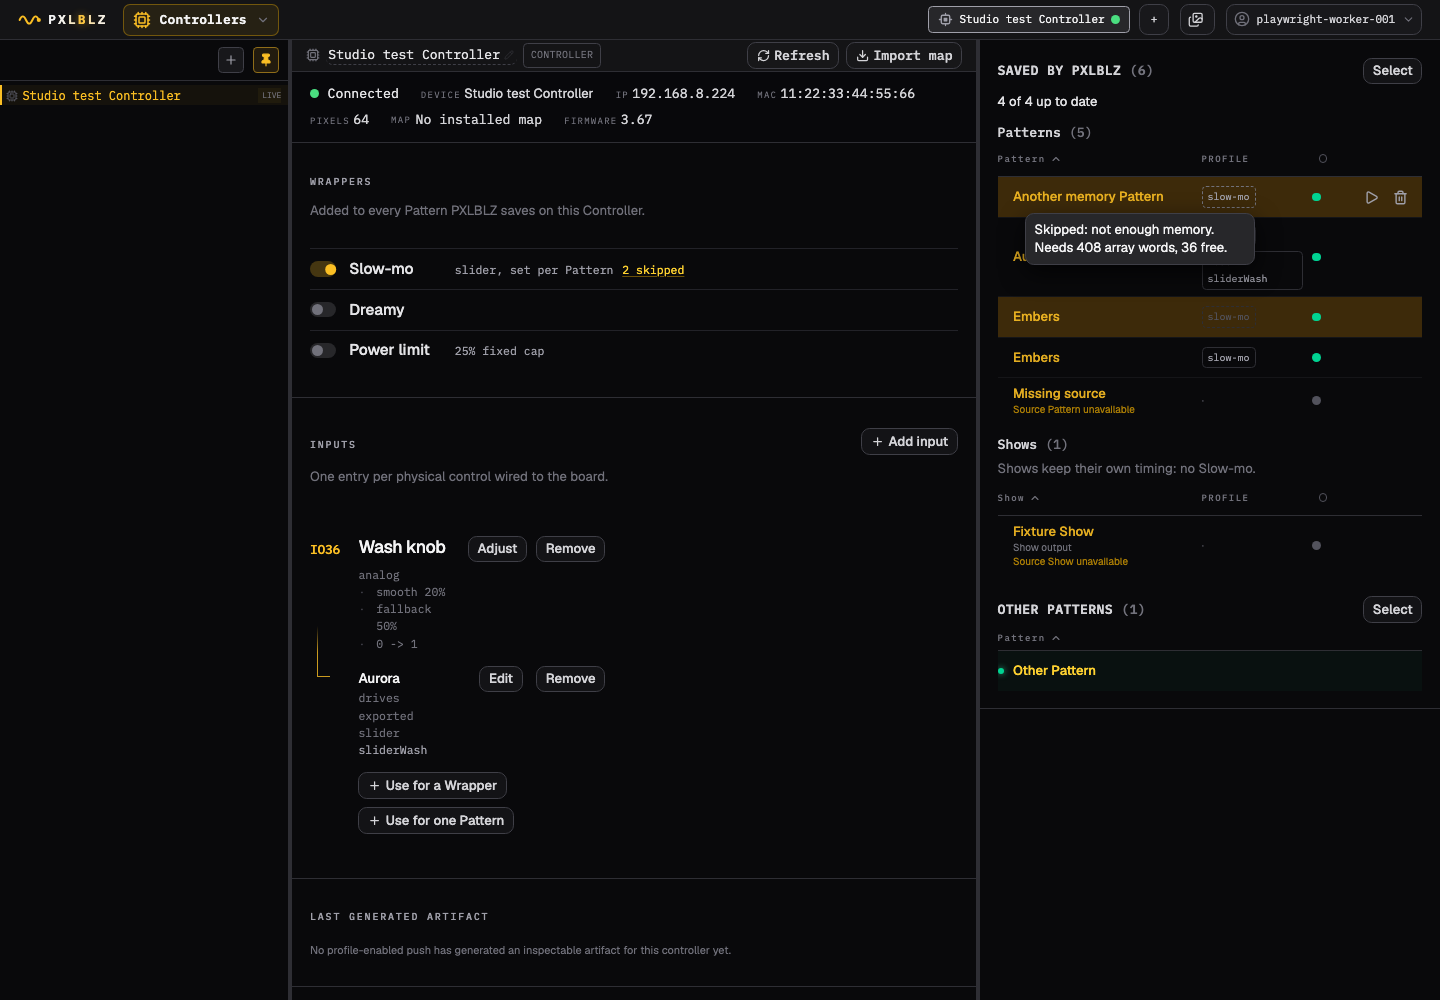 PXLBLZ
Controllers
Studio test Controller
+
playwright-worker-001
+
Studio test Controller
LIVE
Studio test Controller
CONTROLLER
Refresh
Import map
Connected
DEVICE Studio test Controller
IP 192.168.8.224
MAC 11:22:33:44:55:66
PIXELS 64
MAP No installed map
FIRMWARE 3.67
WRAPPERS
Added to every Pattern PXLBLZ saves on this Controller.
Slow-mo
slider, set per Pattern 2 skipped
Dreamy
Power limit
25% fixed cap
INPUTS
+ Add input
One entry per physical control wired to the board.
IO36
Wash knob
Adjust
Remove
analog
· smooth 20%
· fallback
50%
· 0 -> 1
Aurora
Edit
Remove
drives
exported
slider
sliderWash
+ Use for a Wrapper
+ Use for one Pattern
LAST GENERATED ARTIFACT
No profile-enabled push has generated an inspectable artifact for this controller yet.
SAVED BY PXLBLZ (6)
Select
4 of 4 up to date
Patterns (5)
Pattern
PROFILE
Another memory Pattern
slow-mo
Skipped: not enough memory.
Needs 408 array words, 36 free.
Au
sliderWash
Embers
slow-mo
Embers
slow-mo
Missing source
Source Pattern unavailable
·
Shows (1)
Shows keep their own timing: no Slow-mo.
Show
PROFILE
Fixture Show
Show output
Source Show unavailable
·
OTHER PATTERNS (1)
Select
Pattern
Other Pattern